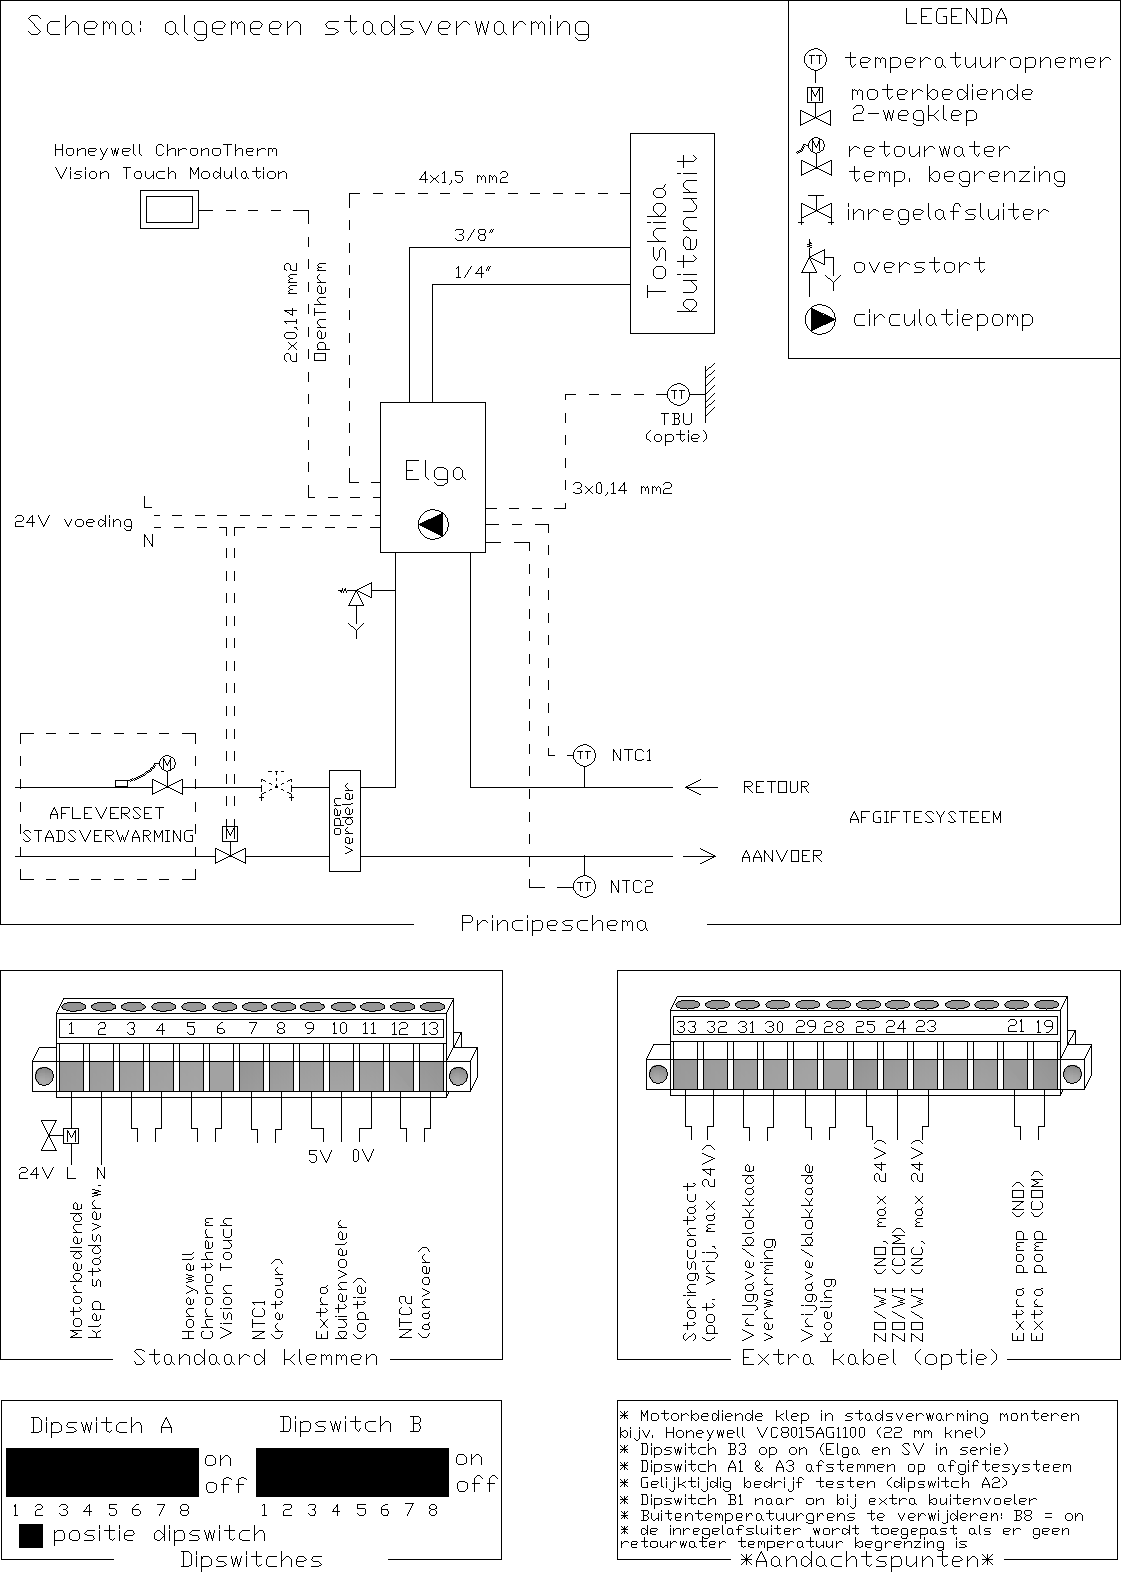 Schema: algemeen stadsverwarming
LEGENDA
TT temperatuuropnemer
M moterbediende
2-wegklep
M retourwater
temp. begrenzing
inregelafsluiter
overstort
circulatiepomp
Honeywell ChronoTherm
Vision Touch Modulation
4x1,5 mm2
3/8"
1/4"
Toshiba
buitenunit
2x0,14 mm2
OpenTherm
TT
TBU
(optie)
Elga
3x0,14 mm2
L
24V voeding
N
TT NTC1
M
RETOUR
AFLEVERSET
STADSVERWARMING
M
open
verdeler
AFGIFTESYSTEEM
AANVOER
TT NTC2
Principeschema
1 2 3 4 5 6 7 8 9 10 11 12 13
M
5V 0V
24V L N
Motorbediende
klep stadsverw.
Honeywell
Chronotherm
Vision Touch
NTC1
(retour)
Extra
buitenvoeler
(optie)
NTC2
(aanvoer)
Standaard klemmen
33 32 31 30 29 28 25 24 23 21 19
Storingscontact
(pot. vrij, max 24V)
Vrijgave/blokkade
verwarming
Vrijgave/blokkade
koeling
ZO/WI (NO, max 24V)
ZO/WI (COM)
ZO/WI (NC, max 24V)
Extra pomp (NO)
Extra pomp (COM)
Extra kabel (optie)
Dipswitch A
on
off
1 2 3 4 5 6 7 8
Dipswitch B
on
off
1 2 3 4 5 6 7 8
positie dipswitch
Dipswitches
* Motorbediende klep in stadsverwarming monteren
bijv. Honeywell VC8015AG1100 (22 mm knel)
* Dipswitch B3 op on (Elga en SV in serie)
* Dipswitch A1 & A3 afstemmen op afgiftesysteem
* Gelijktijdig bedrijf testen (dipswitch A2)
* Dipswitch B1 naar on bij extra buitenvoeler
* Buitentemperatuurgrens te verwijderen: B8 = on
* de inregelafsluiter wordt toegepast als er geen
retourwater temperatuur begrenzing is
*Aandachtspunten*